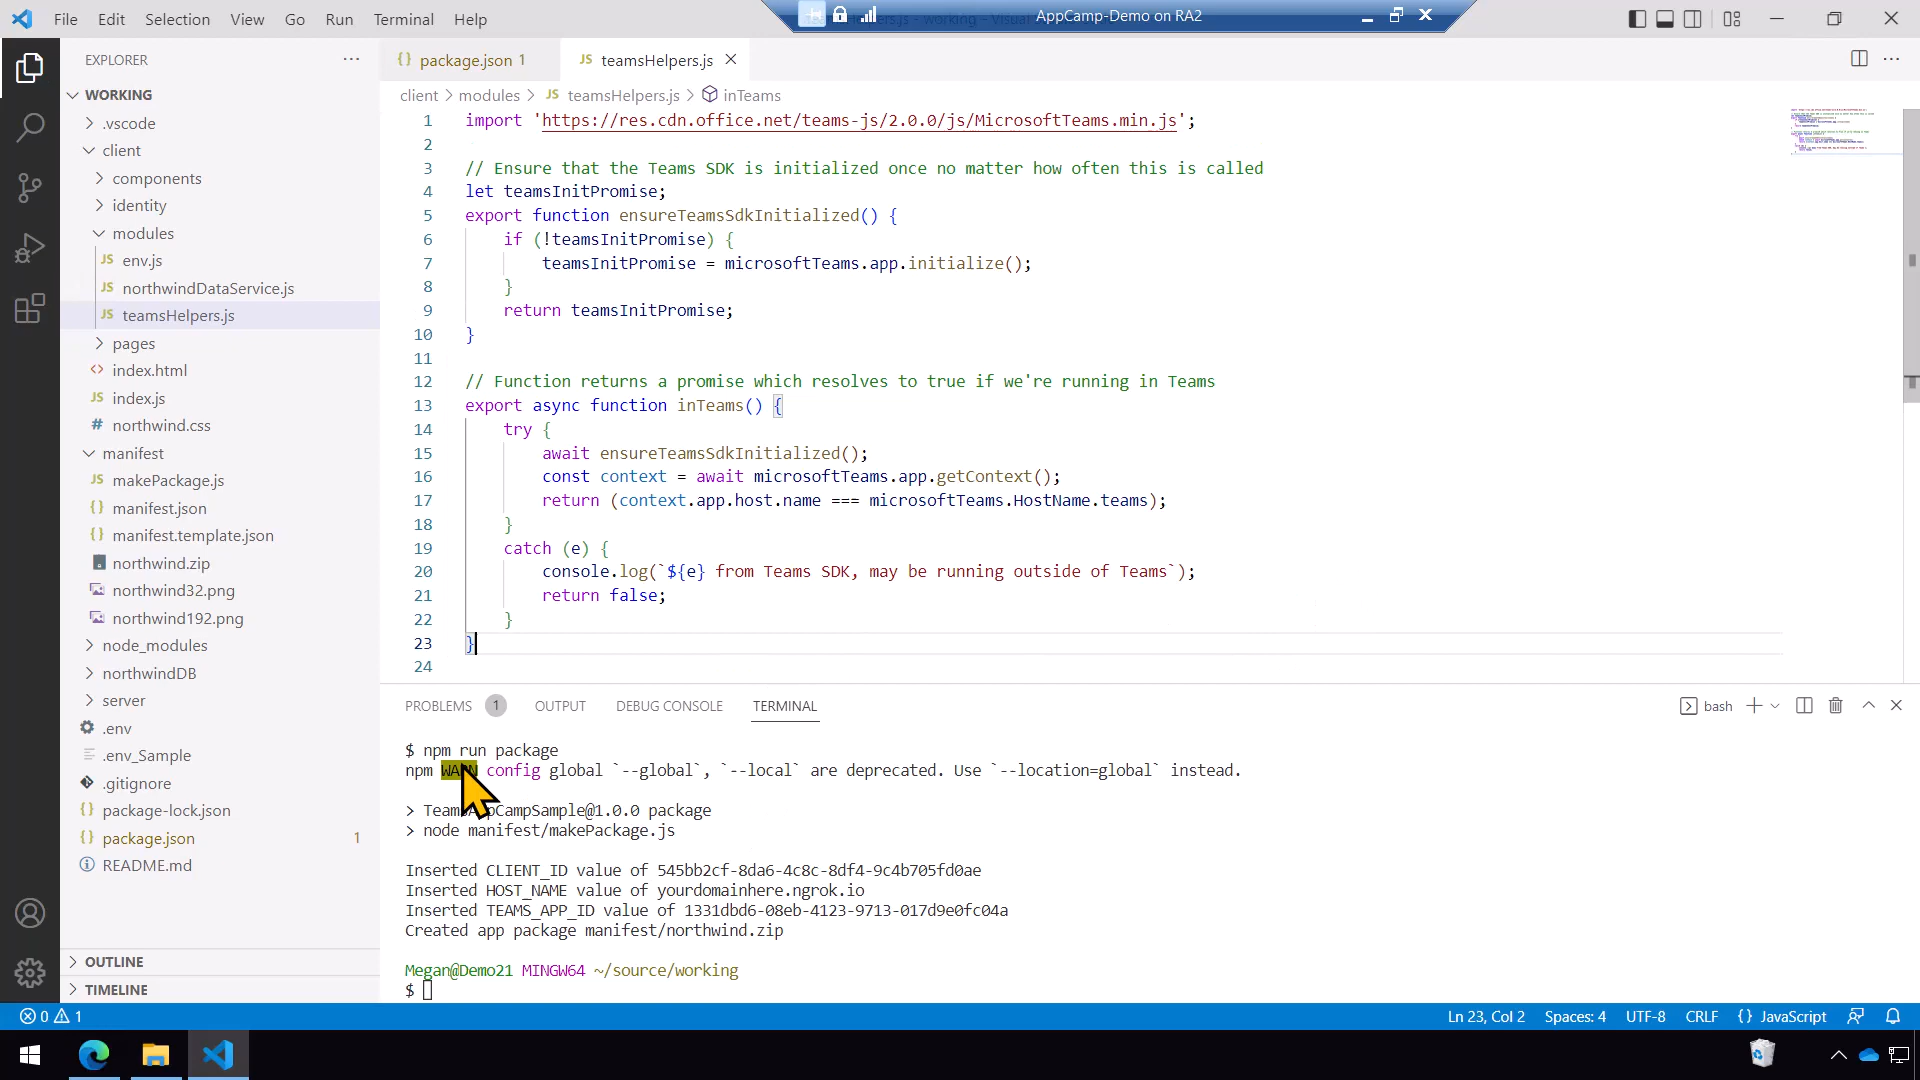 File Edit Selection View Go Run Terminal Help
AppCamp-Demo on RA2
EXPLORER
WORKING
.vscode
client
components
identity
modules
JS env.js
JS northwindDataService.js
JS teamsHelpers.js
pages
<> index.html
JS index.js
# northwind.css
manifest
JS makePackage.js
{} manifest.json
{} manifest.template.json
northwind.zip
northwind32.png
northwind192.png
node_modules
northwindDB
server
.env
.env_Sample
.gitignore
{} package-lock.json
{} package.json 1
README.md
OUTLINE
TIMELINE
{} package.json 1
JS teamsHelpers.js
client > modules > JS teamsHelpers.js > inTeams
1 import 'https://res.cdn.office.net/teams-js/2.0.0/js/MicrosoftTeams.min.js';
2
3 // Ensure that the Teams SDK is initialized once no matter how often this is called
4 let teamsInitPromise;
5 export function ensureTeamsSdkInitialized() {
6 if (!teamsInitPromise) {
7 teamsInitPromise = microsoftTeams.app.initialize();
8 }
9 return teamsInitPromise;
10 }
11
12 // Function returns a promise which resolves to true if we're running in Teams
13 export async function inTeams() {
14 try {
15 await ensureTeamsSdkInitialized();
16 const context = await microsoftTeams.app.getContext();
17 return (context.app.host.name === microsoftTeams.HostName.teams);
18 }
19 catch (e) {
20 console.log(`${e} from Teams SDK, may be running outside of Teams`);
21 return false;
22 }
23 }
24
PROBLEMS 1 OUTPUT DEBUG CONSOLE TERMINAL
bash
$ npm run package
npm WARN config global `--global`, `--local` are deprecated. Use `--location=global` instead.
> TeamsAppCampSample@1.0.0 package
> node manifest/makePackage.js
Inserted CLIENT_ID value of 545bb2cf-8da6-4c8c-8df4-9c4b705fd0ae
Inserted HOST_NAME value of yourdomainhere.ngrok.io
Inserted TEAMS_APP_ID value of 1331dbd6-08eb-4123-9713-017d9e0fc04a
Created app package manifest/northwind.zip
Megan@Demo21 MINGW64 ~/source/working
$
0 1
Ln 23, Col 2 Spaces: 4 UTF-8 CRLF {} JavaScript